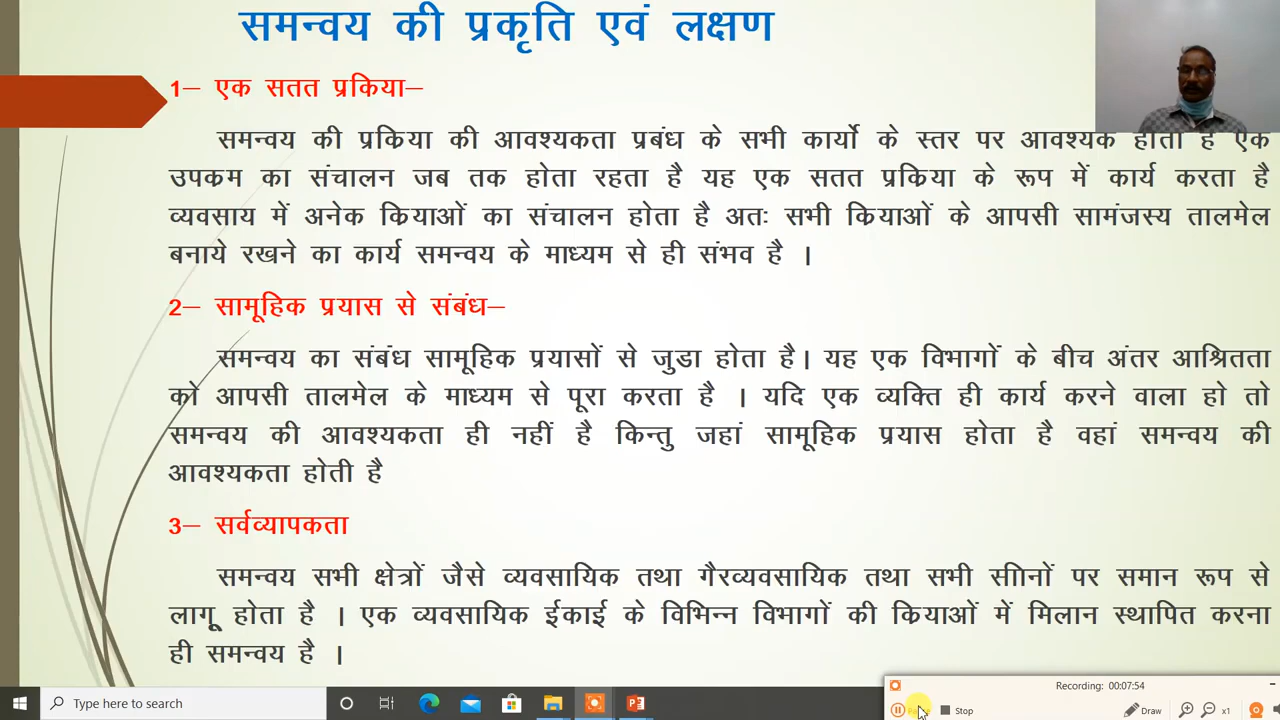 समन्वय की प्रकृति एवं लक्षण
1– एक सतत प्रकिया–
समन्वय की प्रकिया की आवश्यकता प्रबंध के सभी कार्यो के स्तर पर आवश्यक होता है एक
उपकम का संचालन जब तक होता रहता है यह एक सतत प्रकिया के रूप में कार्य करता है
व्यवसाय में अनेक कियाओं का संचालन होता है अतः सभी कियाओं के आपसी सामंजस्य तालमेल
बनाये रखने का कार्य समन्वय के माध्यम से ही संभव है ।
2– सामूहिक प्रयास से संबंध–
समन्वय का संबंध सामूहिक प्रयासों से जुडा होता है। यह एक विभागों के बीच अंतर आश्रितता
को आपसी तालमेल के माध्यम से पूरा करता है । यदि एक व्यक्ति ही कार्य करने वाला हो तो
समन्वय की आवश्यकता ही नहीं है किन्तु जहां सामूहिक प्रयास होता है वहां समन्वय की
आवश्यकता होती है
3– सर्वव्यापकता
समन्वय सभी क्षेत्रों जैसे व्यवसायिक तथा गैरव्यवसायिक तथा सभी सीानों पर समान रूप से
लागू होता है । एक व्यवसायिक ईकाई के विभिन्न विभागों की कियाओं में मिलान स्थापित करना
ही समन्वय है ।
Recording: 00:07:54
Type here to search
Stop
Draw
x1